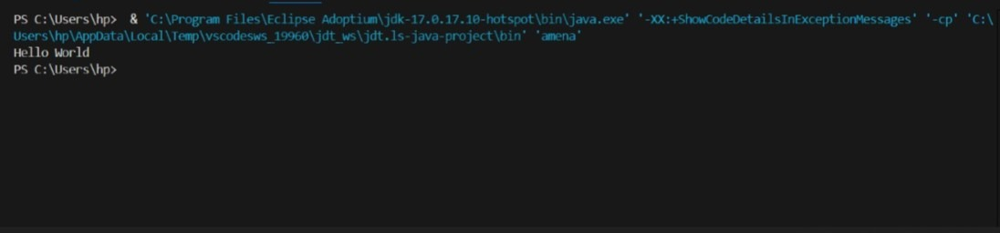 PS C:\Users\hp>  & 'C:\Program Files\Eclipse Adoptium\jdk-17.0.17.10-hotspot\bin\java.exe' '-XX:+ShowCodeDetailsInExceptionMessages' '-cp' 'C:\
Users\hp\AppData\Local\Temp\vscodesws_19960\jdt_ws\jdt.ls-java-project\bin' 'amena'
Hello World
PS C:\Users\hp>